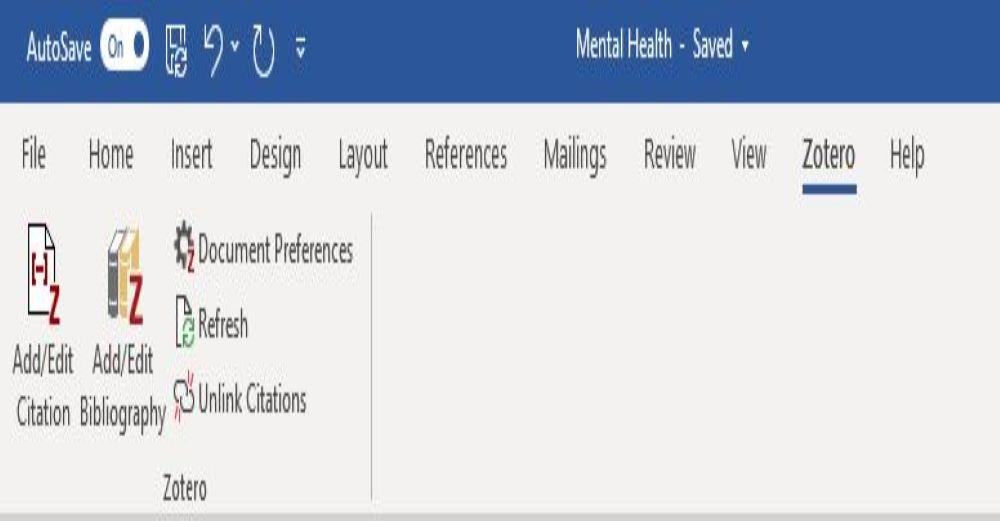 AutoSave On Mental Health - Saved
File Home Insert Design Layout References Mailings Review View Zotero Help
Document Preferences
Refresh
Unlink Citations
Add/Edit Citation
Add/Edit Bibliography
Zotero